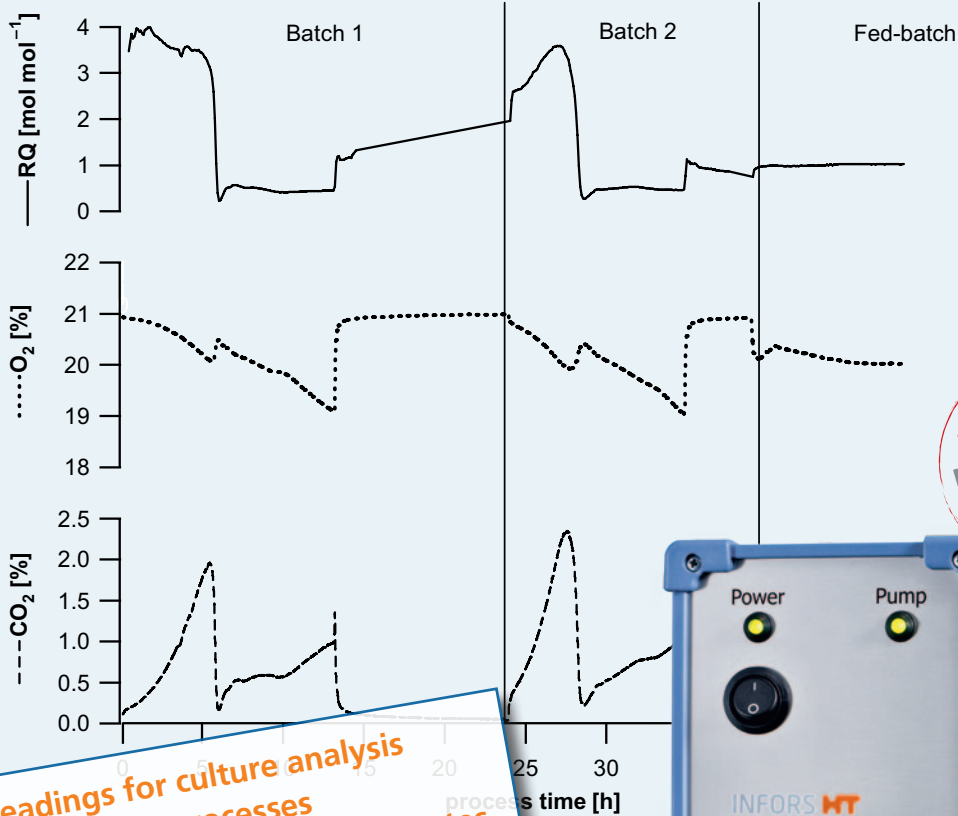 Batch 1
Batch 2
Fed-batch
RQ [mol mol⁻¹]
4
3
2
1
0
O₂ [%]
22
21
20
19
18
CO₂ [%]
2.5
2.0
1.5
1.0
0.5
0.0
0 5 10 15 20 25 30
process time [h]
for culture analysis
Power
Pump
I
O
INFORS HT